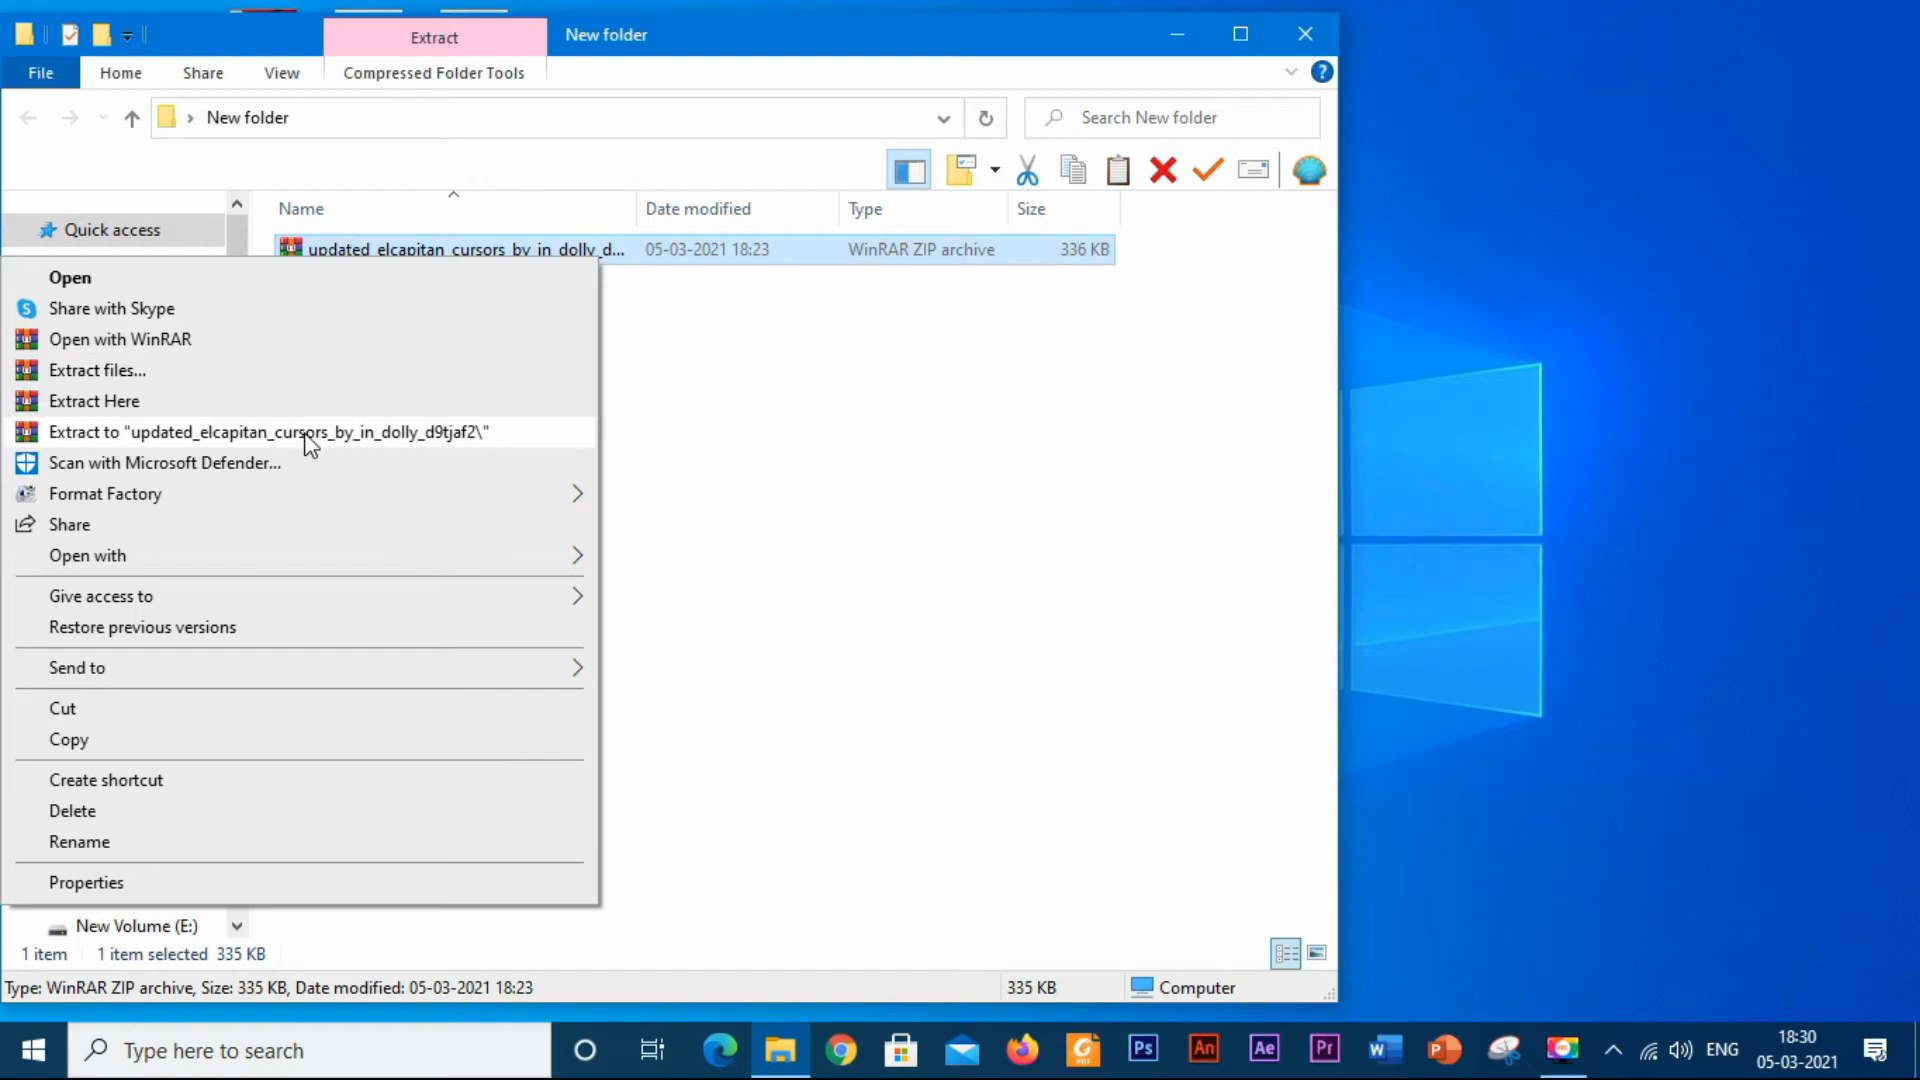 Extract
New folder
File
Home
Share
View
Compressed Folder Tools
?
New folder
Search New folder
Name
Date modified
Type
Size
Quick access
updated_elcapitan_cursors_by_in_dolly_d...
05-03-2021 18:23
WinRAR ZIP archive
336 KB
Open
Share with Skype
Open with WinRAR
Extract files...
Extract Here
Extract to "updated_elcapitan_cursors_by_in_dolly_d9tjaf2\"
Scan with Microsoft Defender...
Format Factory
Share
Open with
Give access to
Restore previous versions
Send to
Cut
Copy
Create shortcut
Delete
Rename
Properties
New Volume (E:)
1 item
1 item selected 335 KB
Type: WinRAR ZIP archive, Size: 335 KB, Date modified: 05-03-2021 18:23
335 KB
Computer
Type here to search
Ps
An
Ae
Pr
ENG
18:30
05-03-2021